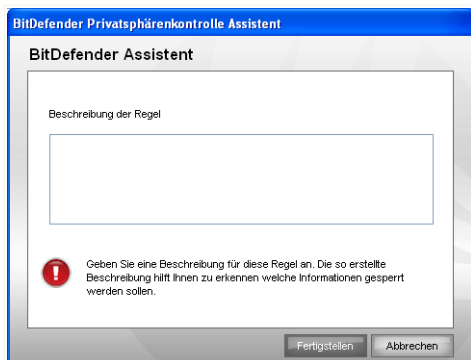 BitDefender Privatsphärenkontrolle Assistent
BitDefender Assistent
Beschreibung der Regel
Geben Sie eine Beschreibung für diese Regel an. Die so erstellte
Beschreibung hilft Ihnen zu erkennen welche Informationen gesperrt
werden sollen.
Fertigstellen Abbrechen